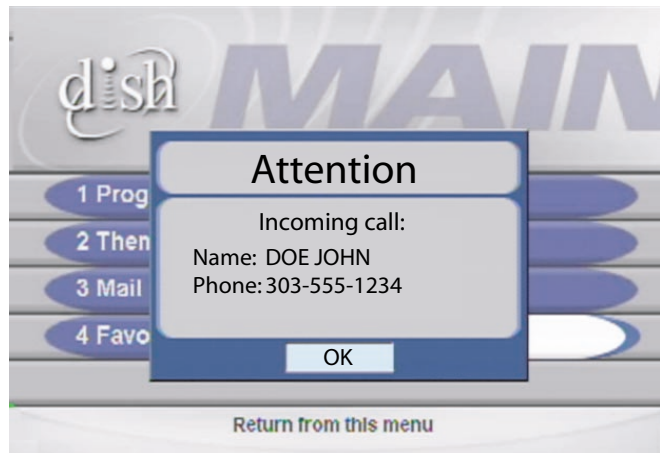 dish MAIN
Attention
Incoming call:
Name: DOE JOHN
Phone: 303-555-1234
OK
1 Prog
2 Then
3 Mail
4 Favo
Return from this menu